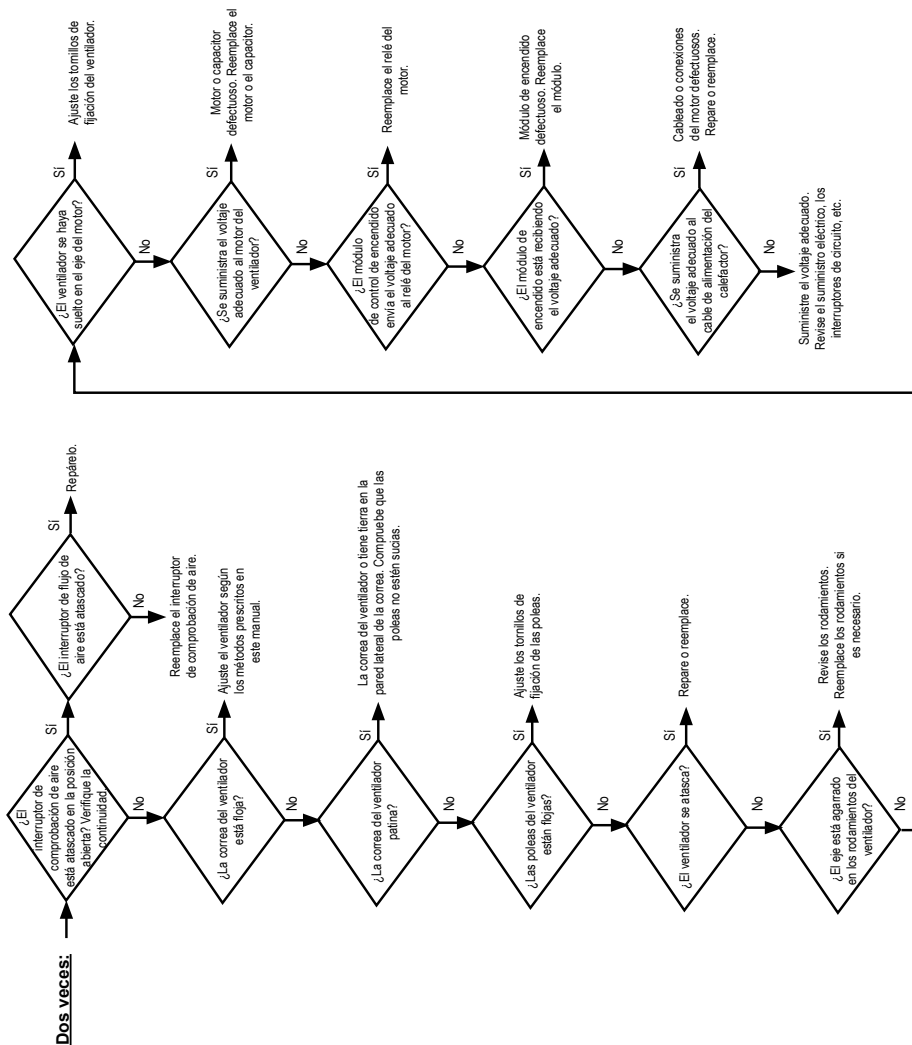 Dos veces:
¿El
interruptor de
comprobación de aire
está atascado en la posición
abierta? Verifique la
continuidad.
Sí
¿El interruptor de flujo de
aire está atascado?
Sí
Repárelo.
No
Reemplace el interruptor
de comprobación de aire.
No
¿La correa del ventilador
está floja?
Sí
Ajuste el ventilador según
los métodos prescritos en
este manual.
No
¿La correa del ventilador
patina?
Sí
La correa del ventilador o tiene tierra en la
pared lateral de la correa. Compruebe que las
poleas no estén sucias.
No
¿Las poleas del ventilador
están flojas?
Sí
Ajuste los tornillos de
fijación de las poleas.
No
¿El ventilador se atasca?
Sí
Repare o reemplace.
No
¿El eje está agarrado
en los rodamientos del
ventilador?
Sí
Revise los rodamientos.
Reemplace los rodamientos si
es necesario.
No
¿El ventilador se haya
suelto en el eje del motor?
Sí
Ajuste los tornillos de
fijación del ventilador.
No
¿Se suministra el voltaje
adecuado al motor del
ventilador?
Sí
Motor o capacitor
defectuoso. Reemplace el
motor o el capacitor.
No
¿El módulo
de control de encendido
envía el voltaje adecuado
al relé del motor?
Sí
Reemplace el relé del
motor.
No
¿El módulo de
encendido está recibiendo
el voltaje adecuado?
Sí
Módulo de encendido
defectuoso. Reemplace
el módulo.
No
¿Se suministra
el voltaje adecuado al
cable de alimentación del
calefactor?
Sí
Cableado o conexiones
del motor defectuosos.
Repare o reemplace.
No
Suministre el voltaje adecuado.
Revise el suministro eléctrico, los
interruptores de circuito, etc.